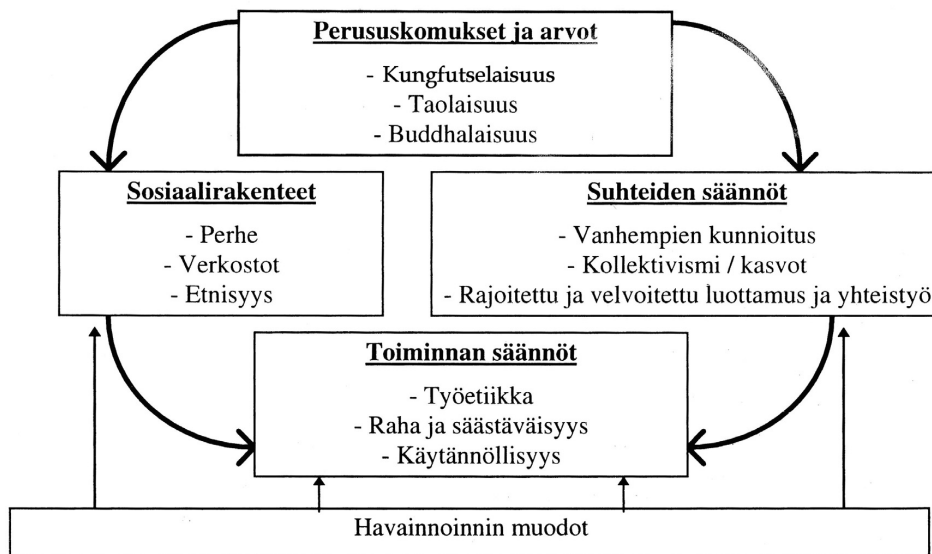 Perususkomukset ja arvot
- Kungfutselaisuus
- Taolaisuus
- Buddhalaisuus
Sosiaalirakenteet
- Perhe
- Verkostot
- Etnisyys
Suhteiden säännöt
- Vanhempien kunnioitus
- Kollektivismi / kasvot
- Rajoitettu ja velvoitettu luottamus ja yhteistyö
Toiminnan säännöt
- Työetiikka
- Raha ja säästäväisyys
- Käytännöllisyys
Havainnoinnin muodot